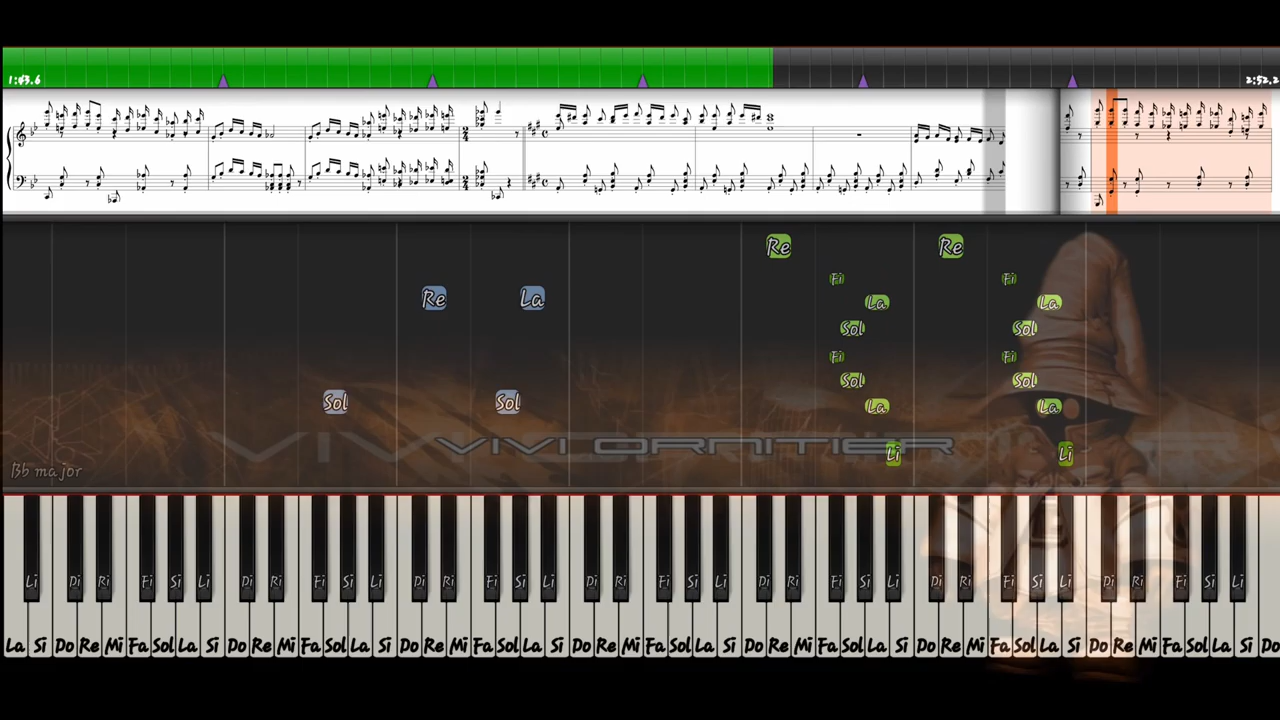 1:43.6 2:52.2
Re Re
Fi Fi
Re La La La
Sol Sol
Fi Fi
Sol Sol
Sol Sol La La
VIVI ORNITIER
Li Li
Bb major
Li Di Ri Fi Si Li Di Ri Fi Si Li Di Ri Fi Si Li Di Ri Fi Si Li Di Ri Fi Si Li Di Ri Fi Si Li Di Ri Fi Si Li
La Si Do Re Mi Fa Sol La Si Do Re Mi Fa Sol La Si Do Re Mi Fa Sol La Si Do Re Mi Fa Sol La Si Do Re Mi Fa Sol La Si Do Re Mi Fa Sol La Si Do Re Mi Fa Sol La Si Do